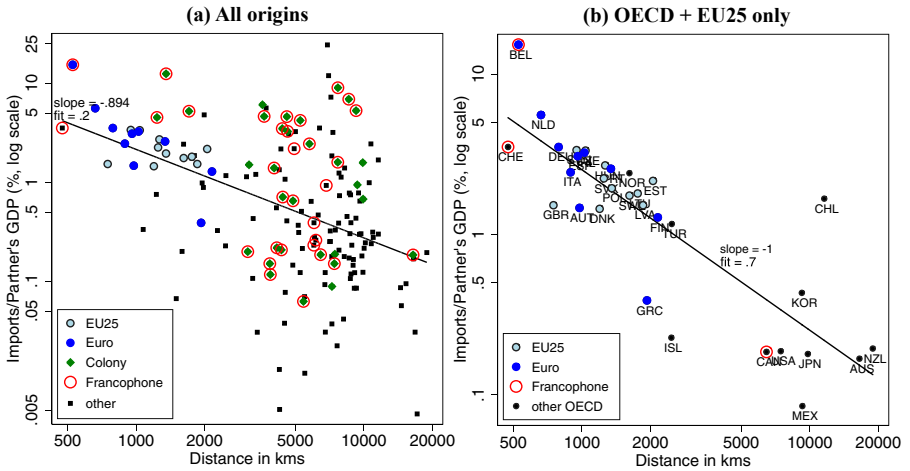 (a) All origins
Imports/Partner's GDP (%, log scale)
25
10
5
1
.5
.1
.05
.005
slope = -.894
fit = .2
EU25
Euro
Colony
Francophone
other
500
1000
2000
5000
10000
20000
Distance in kms
(b) OECD + EU25 only
Imports/Partner's GDP (%, log scale)
10
5
1
.5
.1
BEL
NLD
CHE
DEU
ITA
GBR
AUT
DNK
NOR
EST
POL
LVA
FIN
TUR
GRC
ISL
CHL
KOR
CAN
USA
JPN
AUS
NZL
MEX
slope = -1
fit = .7
EU25
Euro
Francophone
other OECD
500
1000
2000
5000
10000
20000
Distance in kms